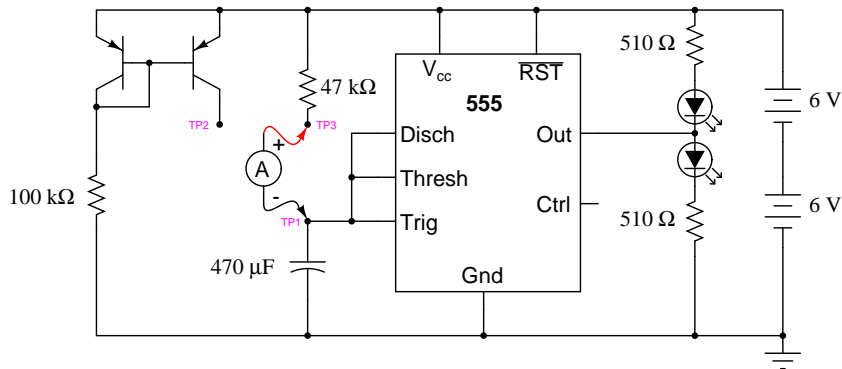 510 Ω
V cc
RST
47 kΩ
555
6 V
TP2
TP3
+
Disch
Out
A
Thresh
100 kΩ
-
Ctrl
6 V
TP1
Trig
510 Ω
470 μF
Gnd